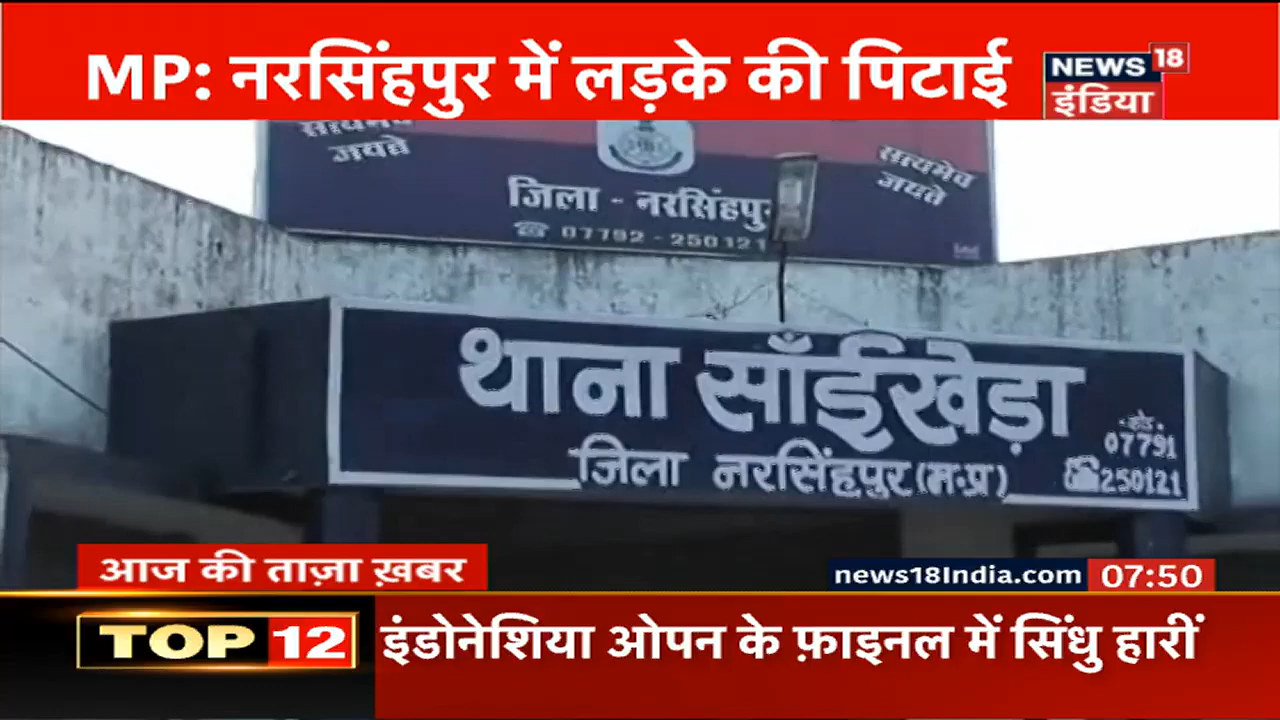 MP: नरसिंहपुर में लड़के की पिटाई
NEWS 18
इंडिया
सत्यमेव
जयते
सत्यमेव
जयते
जिला - नरसिंहपुर
☎ 07792 - 250121
थाना साँईखेड़ा
जिला नरसिंहपुर (म.प्र)
कोड.
07791
☎250121
आज की ताज़ा ख़बर
news18India.com 07:50
TOP 12
इंडोनेशिया ओपन के फ़ाइनल में सिंधु हारीं